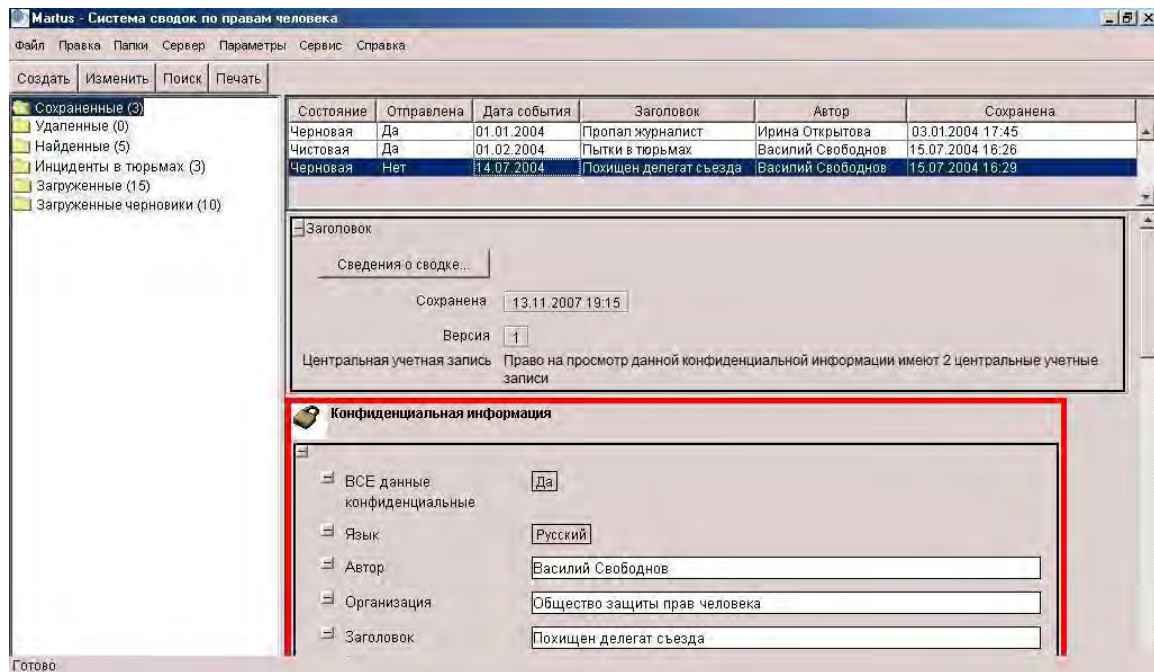 Martus - Система сводок по правам человека
Файл Правка Папки Сервер Параметры Сервис Справка
Создать Изменить Поиск Печать
Сохраненные (3)
Удаленные (0)
Найденные (5)
Инциденты в тюрьмах (3)
Загруженные (15)
Загруженные черновики (10)
Состояние Отправлена Дата события Заголовок Автор Сохранена
Черновая Да 01.01.2004 Пропал журналист Ирина Открытова 03.01.2004 17:45
Чистовая Да 01.02.2004 Пытки в тюрьмах Василий Свободнов 15.07.2004 16:26
Черновая Нет 14.07.2004 Похищен делегат съезда Василий Свободнов 15.07.2004 16:29
Заголовок
Сведения о сводке...
Сохранена 13.11.2007 19:15
Версия 1
Центральная учетная запись Право на просмотр данной конфиденциальной информации имеют 2 центральные учетные
записи
Конфиденциальная информация
ВСЕ данные Да
конфиденциальные
Язык Русский
Автор Василий Свободнов
Организация Общество защиты прав человека
Заголовок Похищен делегат съезда
Готово